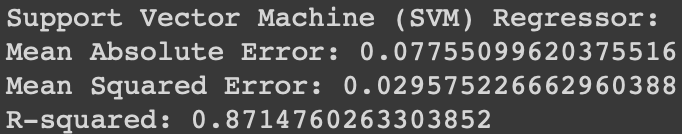 Support Vector Machine (SVM) Regressor:
Mean Absolute Error: 0.07755099620375516
Mean Squared Error: 0.029575226662960388
R-squared: 0.8714760263303852